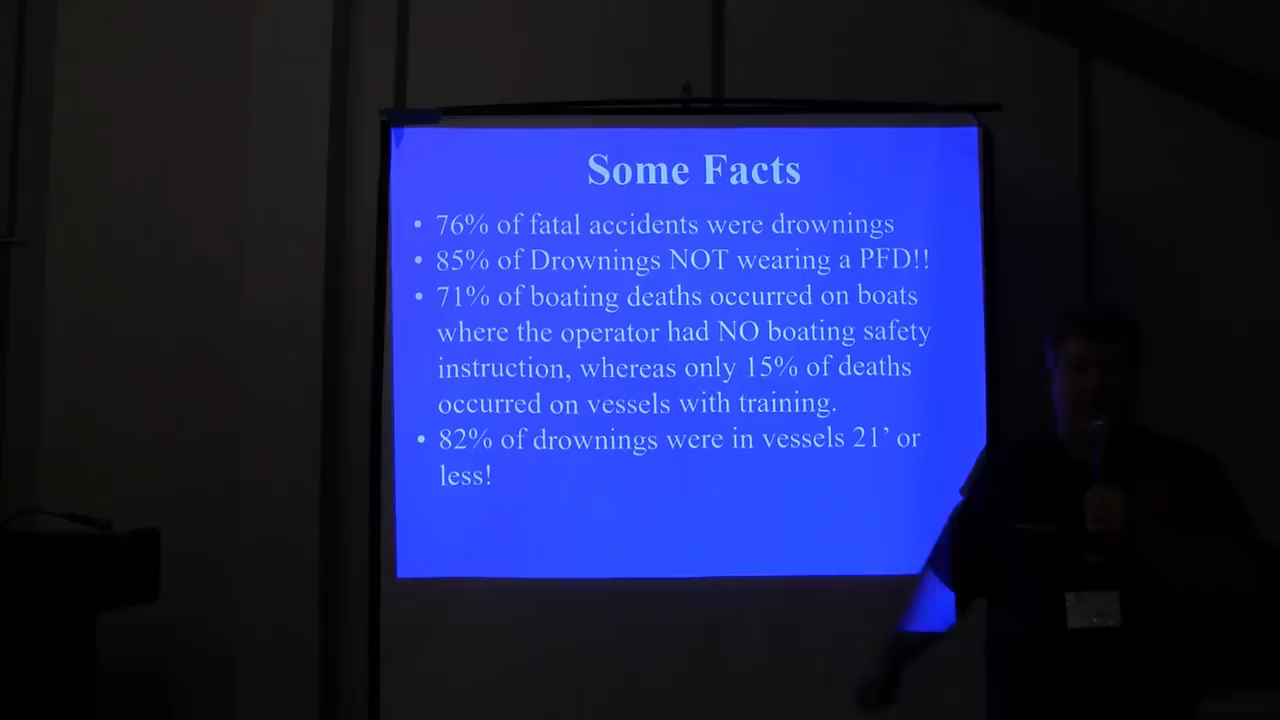 Some Facts
• 76% of fatal accidents were drownings
• 85% of Drownings NOT wearing a PFD!!
• 71% of boating deaths occurred on boats
where the operator had NO boating safety
instruction, whereas only 15% of deaths
occurred on vessels with training.
• 82% of drownings were in vessels 21’ or
less!